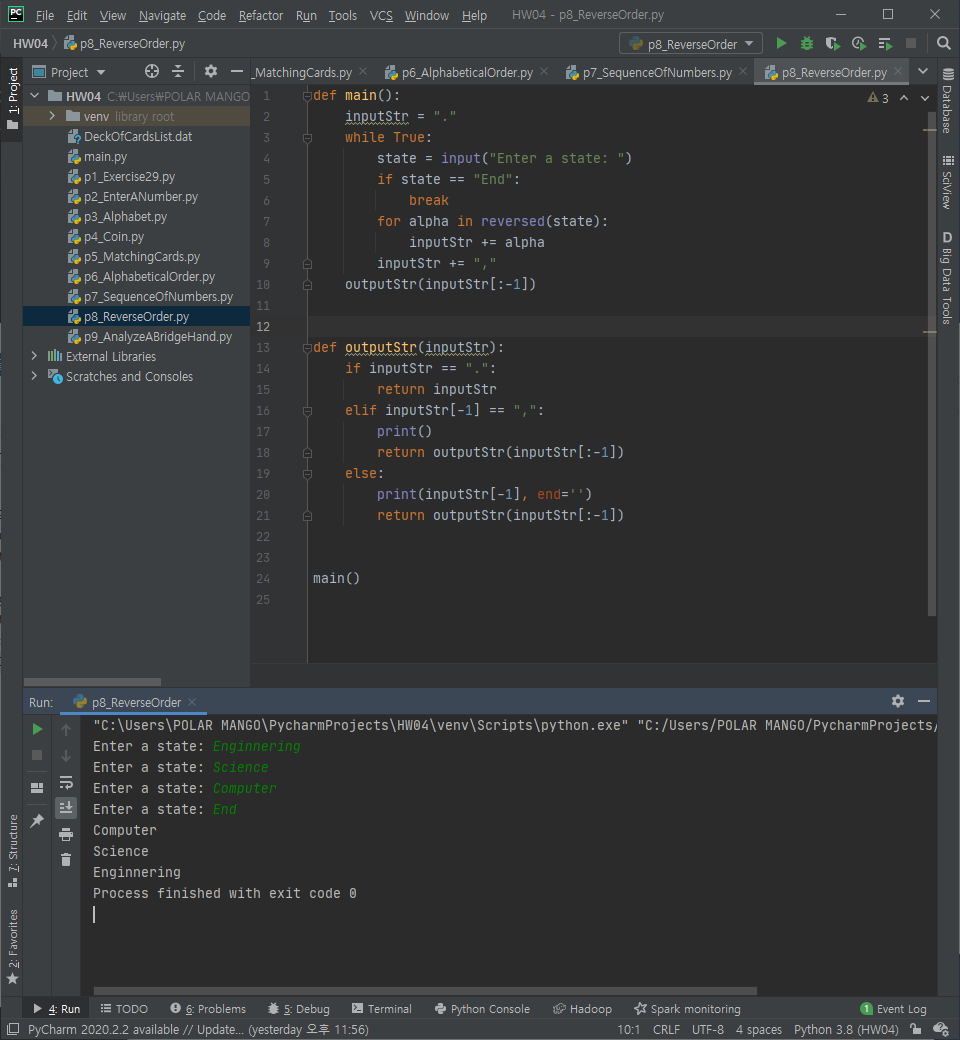 File Edit View Navigate Code Refactor Run Tools VCS Window Help HW04 - p8_ReverseOrder.py
HW04 p8_ReverseOrder.py p8_ReverseOrder
Project _MatchingCards.py p6_AlphabeticalOrder.py p7_SequenceOfNumbers.py p8_ReverseOrder.py
1: Project
HW04 C:₩Users₩POLAR MANGO
venv library root
DeckOfCardsList.dat
main.py
p1_Exercise29.py
p2_EnterANumber.py
p3_Alphabet.py
p4_Coin.py
p5_MatchingCards.py
p6_AlphabeticalOrder.py
p7_SequenceOfNumbers.py
p8_ReverseOrder.py
p9_AnalyzeABridgeHand.py
External Libraries
Scratches and Consoles
1 def main():
2 inputStr = "."
3 while True:
4 state = input("Enter a state: ")
5 if state == "End":
6 break
7 for alpha in reversed(state):
8 inputStr += alpha
9 inputStr += ","
10 outputStr(inputStr[:-1])
11
12
13 def outputStr(inputStr):
14 if inputStr == ".":
15 return inputStr
16 elif inputStr[-1] == ",":
17 print()
18 return outputStr(inputStr[:-1])
19 else:
20 print(inputStr[-1], end='')
21 return outputStr(inputStr[:-1])
22
23
24 main()
25
3
Database
SciView
D Big Data Tools
Run: p8_ReverseOrder
"C:\Users\POLAR MANGO\PycharmProjects\HW04\venv\Scripts\python.exe" "C:/Users/POLAR MANGO/PycharmProjects/
Enter a state: Enginnering
Enter a state: Science
Enter a state: Computer
Enter a state: End
Computer
Science
Enginnering
Process finished with exit code 0
7: Structure
2: Favorites
4: Run TODO 6: Problems 5: Debug Terminal Python Console Hadoop Spark monitoring 1 Event Log
PyCharm 2020.2.2 available // Update... (yesterday 오후 11:56) 10:1 CRLF UTF-8 4 spaces Python 3.8 (HW04)